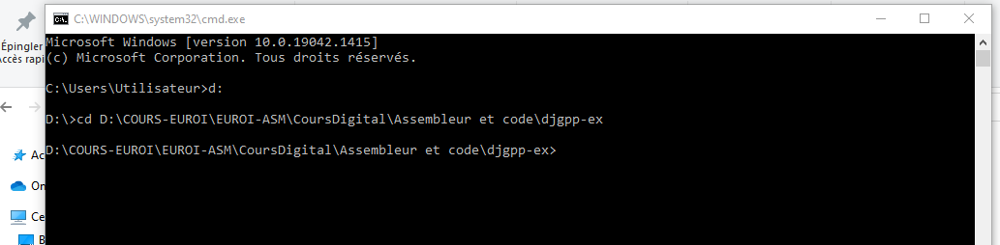 C:\WINDOWS\system32\cmd.exe
Microsoft Windows [version 10.0.19042.1415]
(c) Microsoft Corporation. Tous droits réservés.
C:\Users\Utilisateur>d:
D:\>cd D:\COURS-EUROI\EUROI-ASM\CoursDigital\Assembleur et code\djgpp-ex
D:\COURS-EUROI\EUROI-ASM\CoursDigital\Assembleur et code\djgpp-ex>
Épingler
Accès rapi
Ac
On
Ce
B